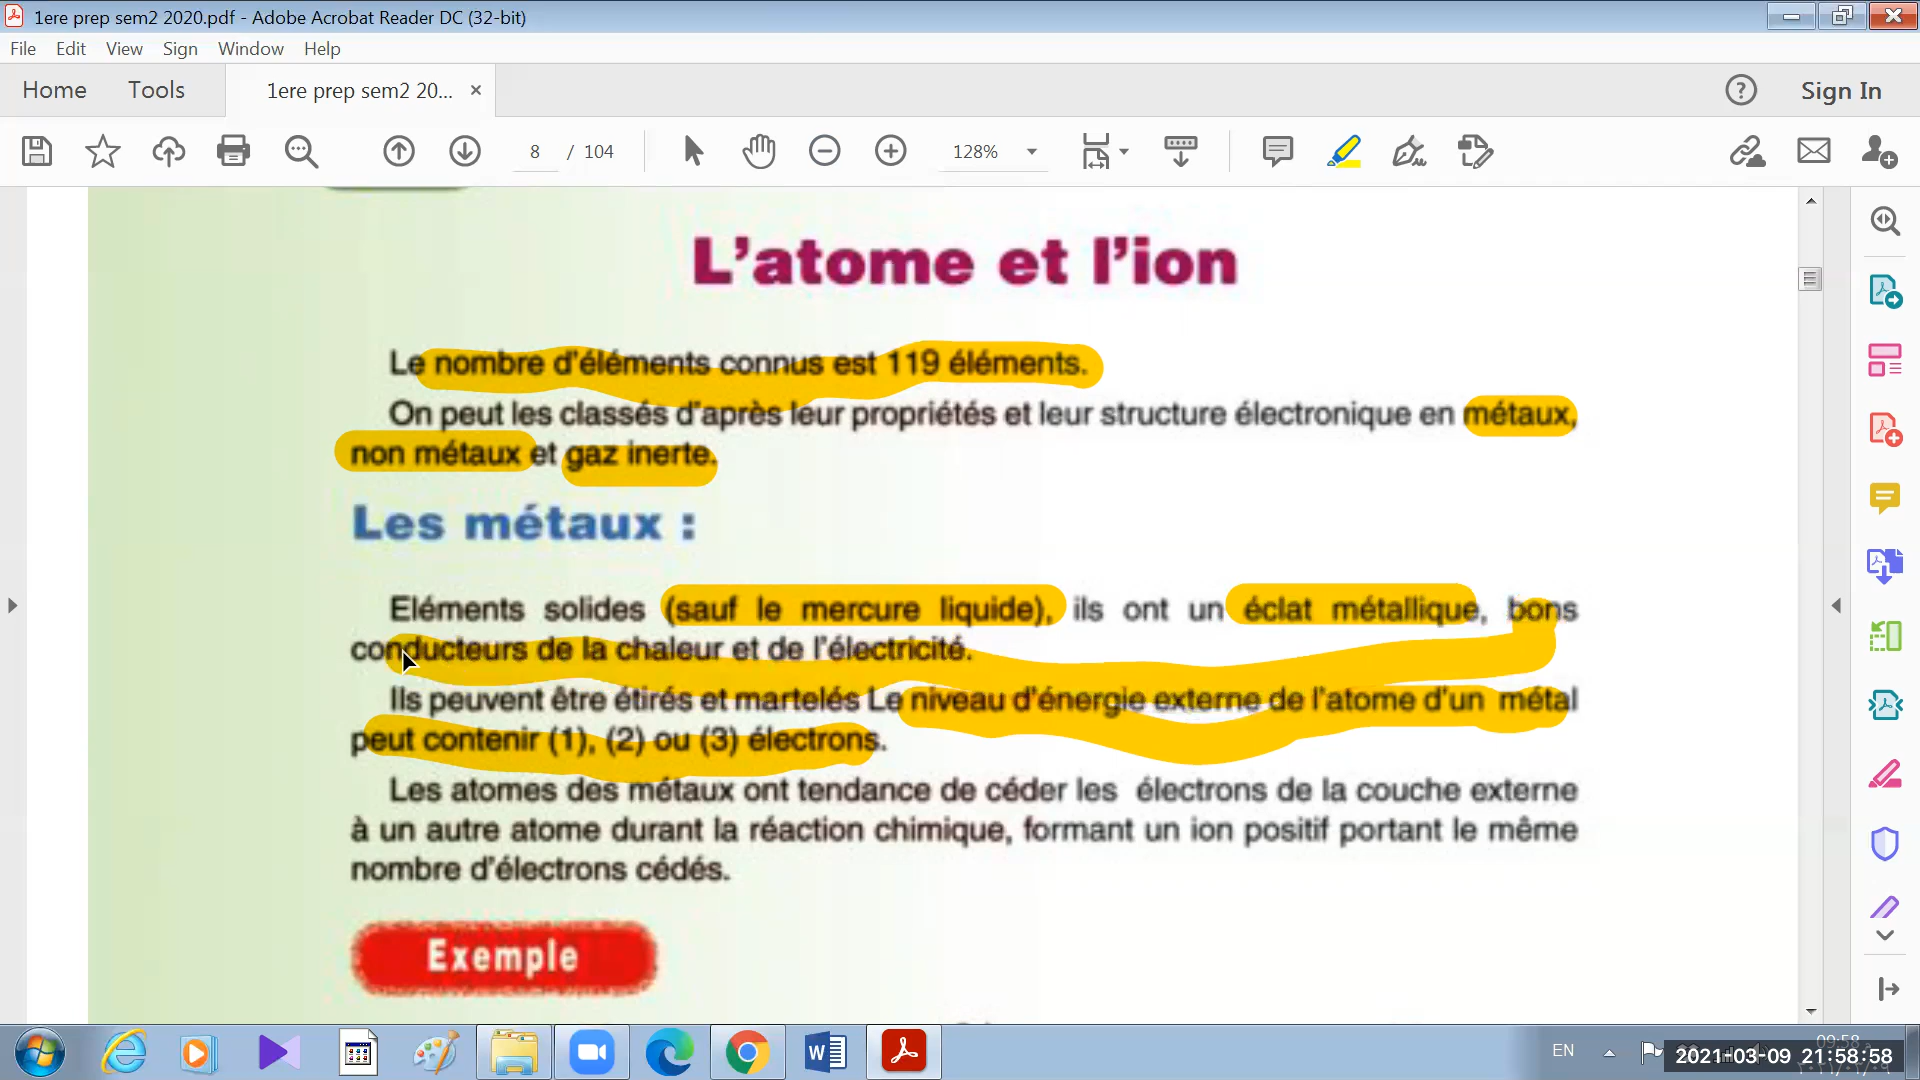 1ere prep sem2 2020.pdf - Adobe Acrobat Reader DC (32-bit)
File Edit View Sign Window Help
Home Tools 1ere prep sem2 20... × Sign In
8 / 104 128%
L'atome et l'ion
Le nombre d'éléments connus est 119 éléments.
On peut les classés d'après leur propriétés et leur structure électronique en métaux,
non métaux et gaz inerte.
Les métaux :
Eléments solides (sauf le mercure liquide), ils ont un éclat métallique, bons
conducteurs de la chaleur et de l'électricité.
Ils peuvent être étirés et martelés Le niveau d'énergie externe de l'atome d'un métal
peut contenir (1), (2) ou (3) électrons.
Les atomes des métaux ont tendance de céder les électrons de la couche externe
à un autre atome durant la réaction chimique, formant un ion positif portant le même
nombre d'électrons cédés.
Exemple
EN
2021-03-09 21:58:58